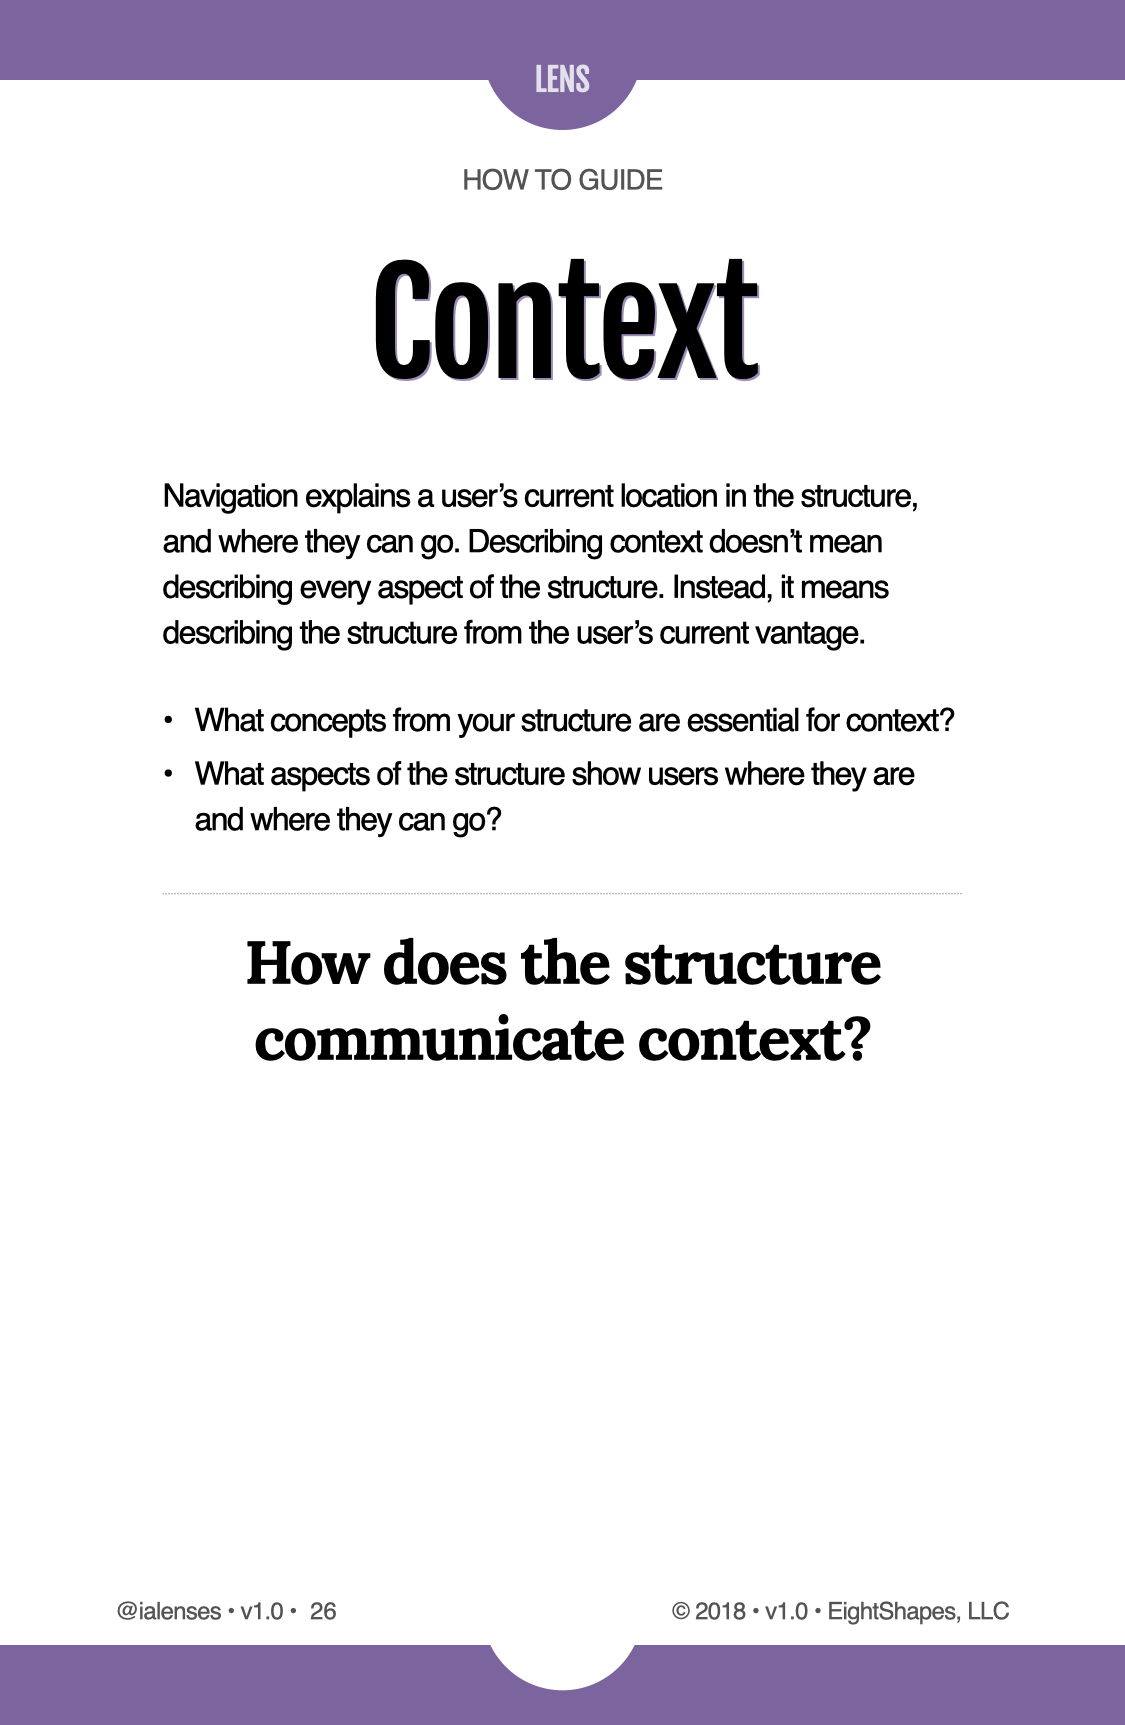 LENS
HOW TO GUIDE
Context
Navigation explains a user’s current location in the structure,
and where they can go. Describing context doesn’t mean
describing every aspect of the structure. Instead, it means
describing the structure from the user’s current vantage.
• What concepts from your structure are essential for context?
• What aspects of the structure show users where they are
and where they can go?
How does the structure
communicate context?
@ialenses • v1.0 • 26
© 2018 • v1.0 • EightShapes, LLC